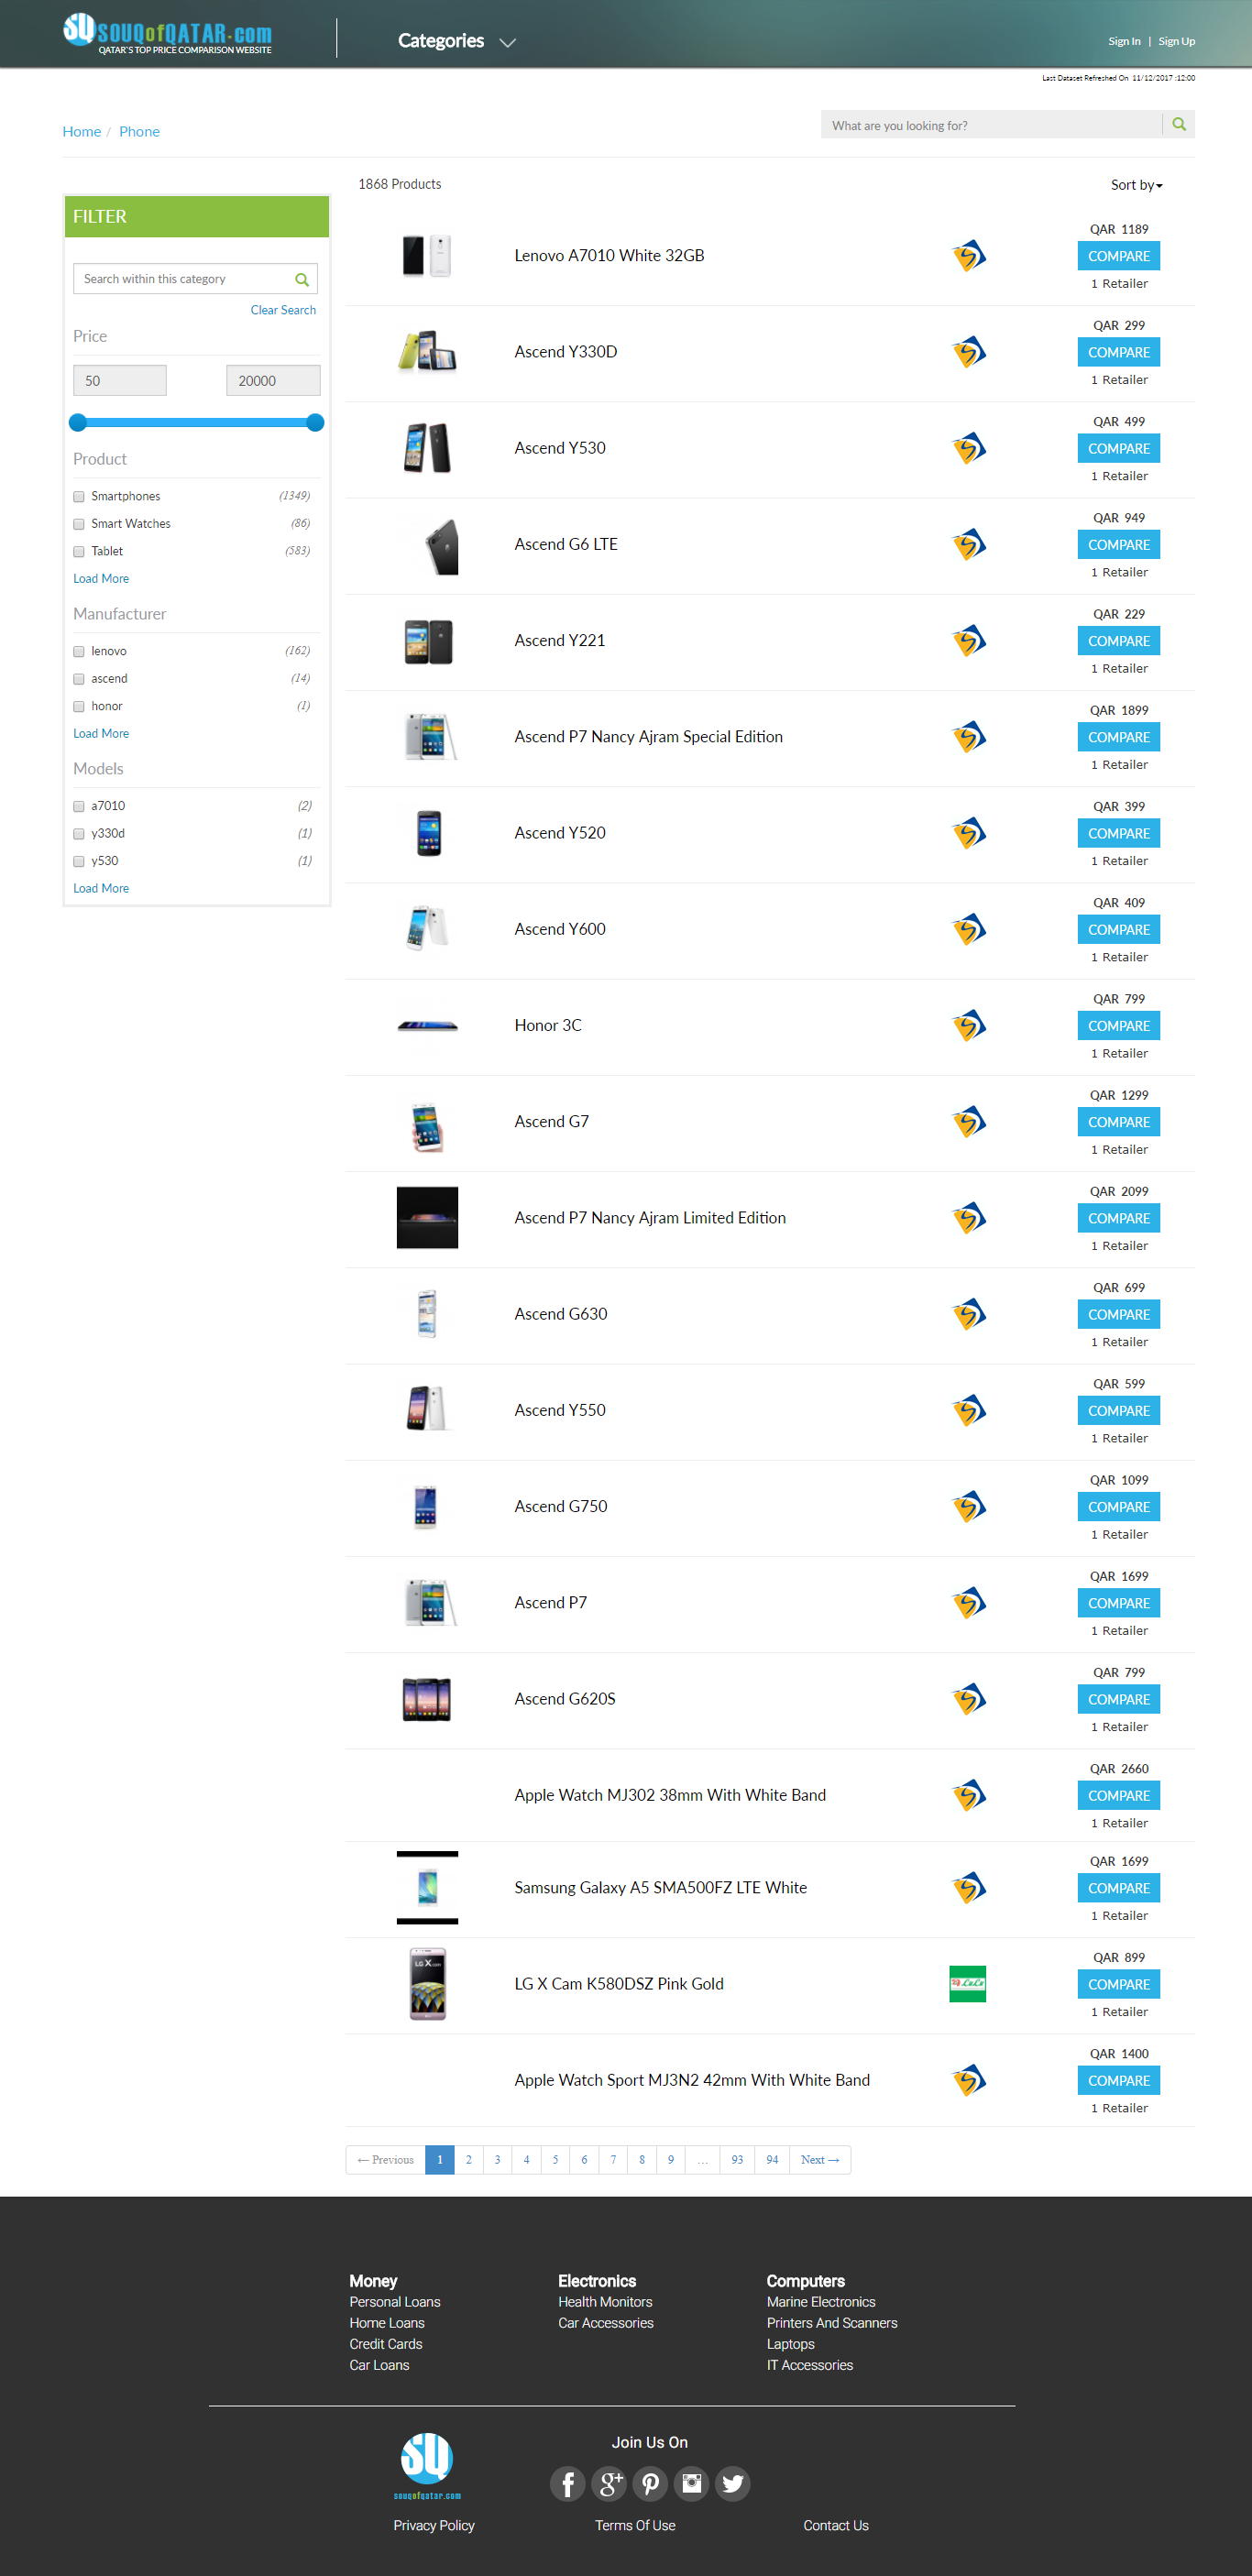 SQ SOUQofQATAR.com
QATAR'S TOP PRICE COMPARISON WEBSITE
Categories
Sign In | Sign Up
Last Dataset Refreshed On 11/12/2017 :12:00
Home / Phone
What are you looking for?
1868 Products
Sort by
FILTER
Search within this category
Clear Search
Price
50
20000
Product
Smartphones (1349)
Smart Watches (86)
Tablet (583)
Load More
Manufacturer
lenovo (162)
ascend (14)
honor (1)
Load More
Models
a7010 (2)
y330d (1)
y530 (1)
Load More
Lenovo A7010 White 32GB
QAR 1189
COMPARE
1 Retailer
Ascend Y330D
QAR 299
COMPARE
1 Retailer
Ascend Y530
QAR 499
COMPARE
1 Retailer
Ascend G6 LTE
QAR 949
COMPARE
1 Retailer
Ascend Y221
QAR 229
COMPARE
1 Retailer
Ascend P7 Nancy Ajram Special Edition
QAR 1899
COMPARE
1 Retailer
Ascend Y520
QAR 399
COMPARE
1 Retailer
Ascend Y600
QAR 409
COMPARE
1 Retailer
Honor 3C
QAR 799
COMPARE
1 Retailer
Ascend G7
QAR 1299
COMPARE
1 Retailer
Ascend P7 Nancy Ajram Limited Edition
QAR 2099
COMPARE
1 Retailer
Ascend G630
QAR 699
COMPARE
1 Retailer
Ascend Y550
QAR 599
COMPARE
1 Retailer
Ascend G750
QAR 1099
COMPARE
1 Retailer
Ascend P7
QAR 1699
COMPARE
1 Retailer
Ascend G620S
QAR 799
COMPARE
1 Retailer
Apple Watch MJ302 38mm With White Band
QAR 2660
COMPARE
1 Retailer
Samsung Galaxy A5 SMA500FZ LTE White
QAR 1699
COMPARE
1 Retailer
LG X cam
LG X Cam K580DSZ Pink Gold
LuLu
QAR 899
COMPARE
1 Retailer
Apple Watch Sport MJ3N2 42mm With White Band
QAR 1400
COMPARE
1 Retailer
← Previous 1 2 3 4 5 6 7 8 9 … 93 94 Next →
Money
Personal Loans
Home Loans
Credit Cards
Car Loans
Electronics
Health Monitors
Car Accessories
Computers
Marine Electronics
Printers And Scanners
Laptops
IT Accessories
SQ
souqofqatar.com
Join Us On
Privacy Policy
Terms Of Use
Contact Us